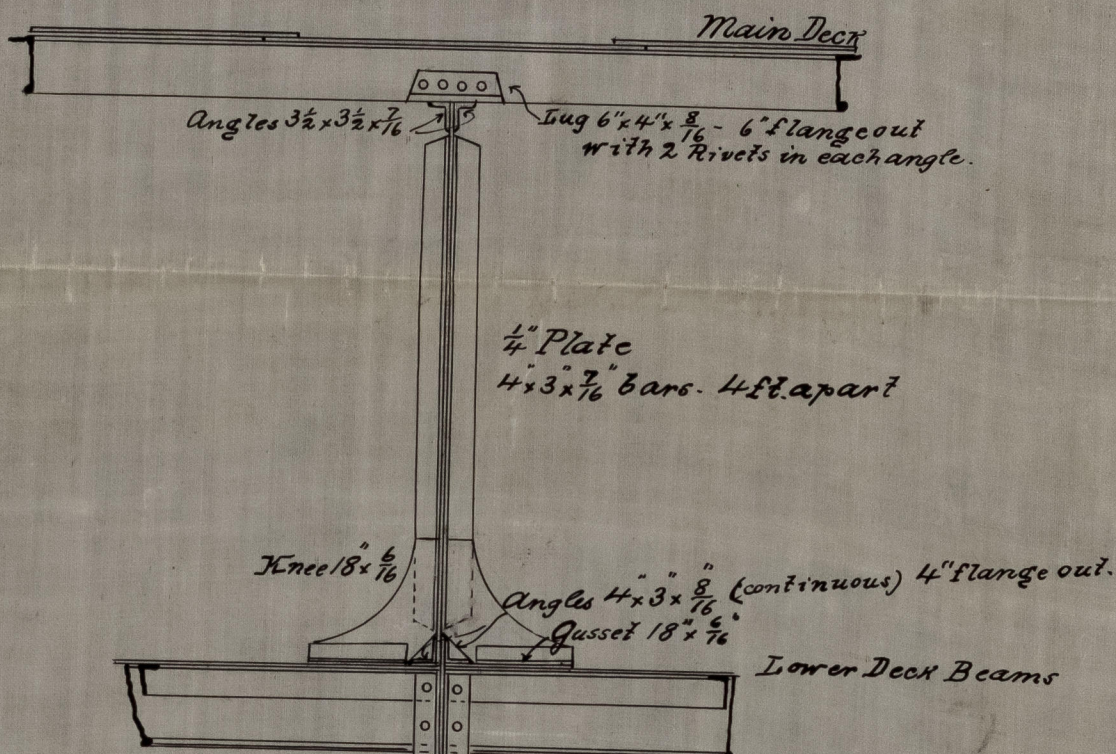 Main Deck
Angles 3½ x 3½ x 7/16
Lug 6" x 4" x 8/16 - 6" flange out
with 2 Rivets in each angle.
¼" Plate
4" x 3" x 7/16" bars. 4ft. apart
Knee 18" x 6/16
Angles 4" x 3" x 8/16" (continuous) 4" flange out.
Gusset 18" x 6/16"
Lower Deck Beams